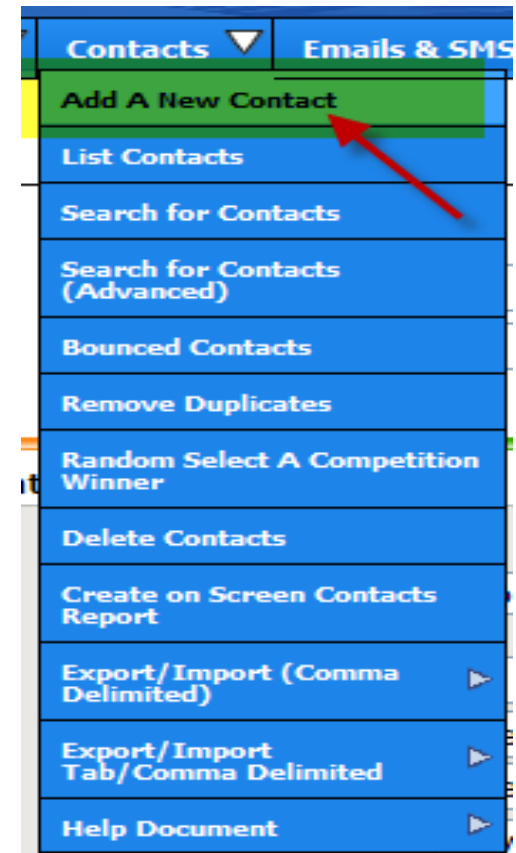 Contacts Emails & SMS
Add A New Contact
List Contacts
Search for Contacts
Search for Contacts
(Advanced)
Bounced Contacts
Remove Duplicates
Random Select A Competition
Winner
Delete Contacts
Create on Screen Contacts
Report
Export/Import (Comma
Delimited)
Export/Import
Tab/Comma Delimited
Help Document